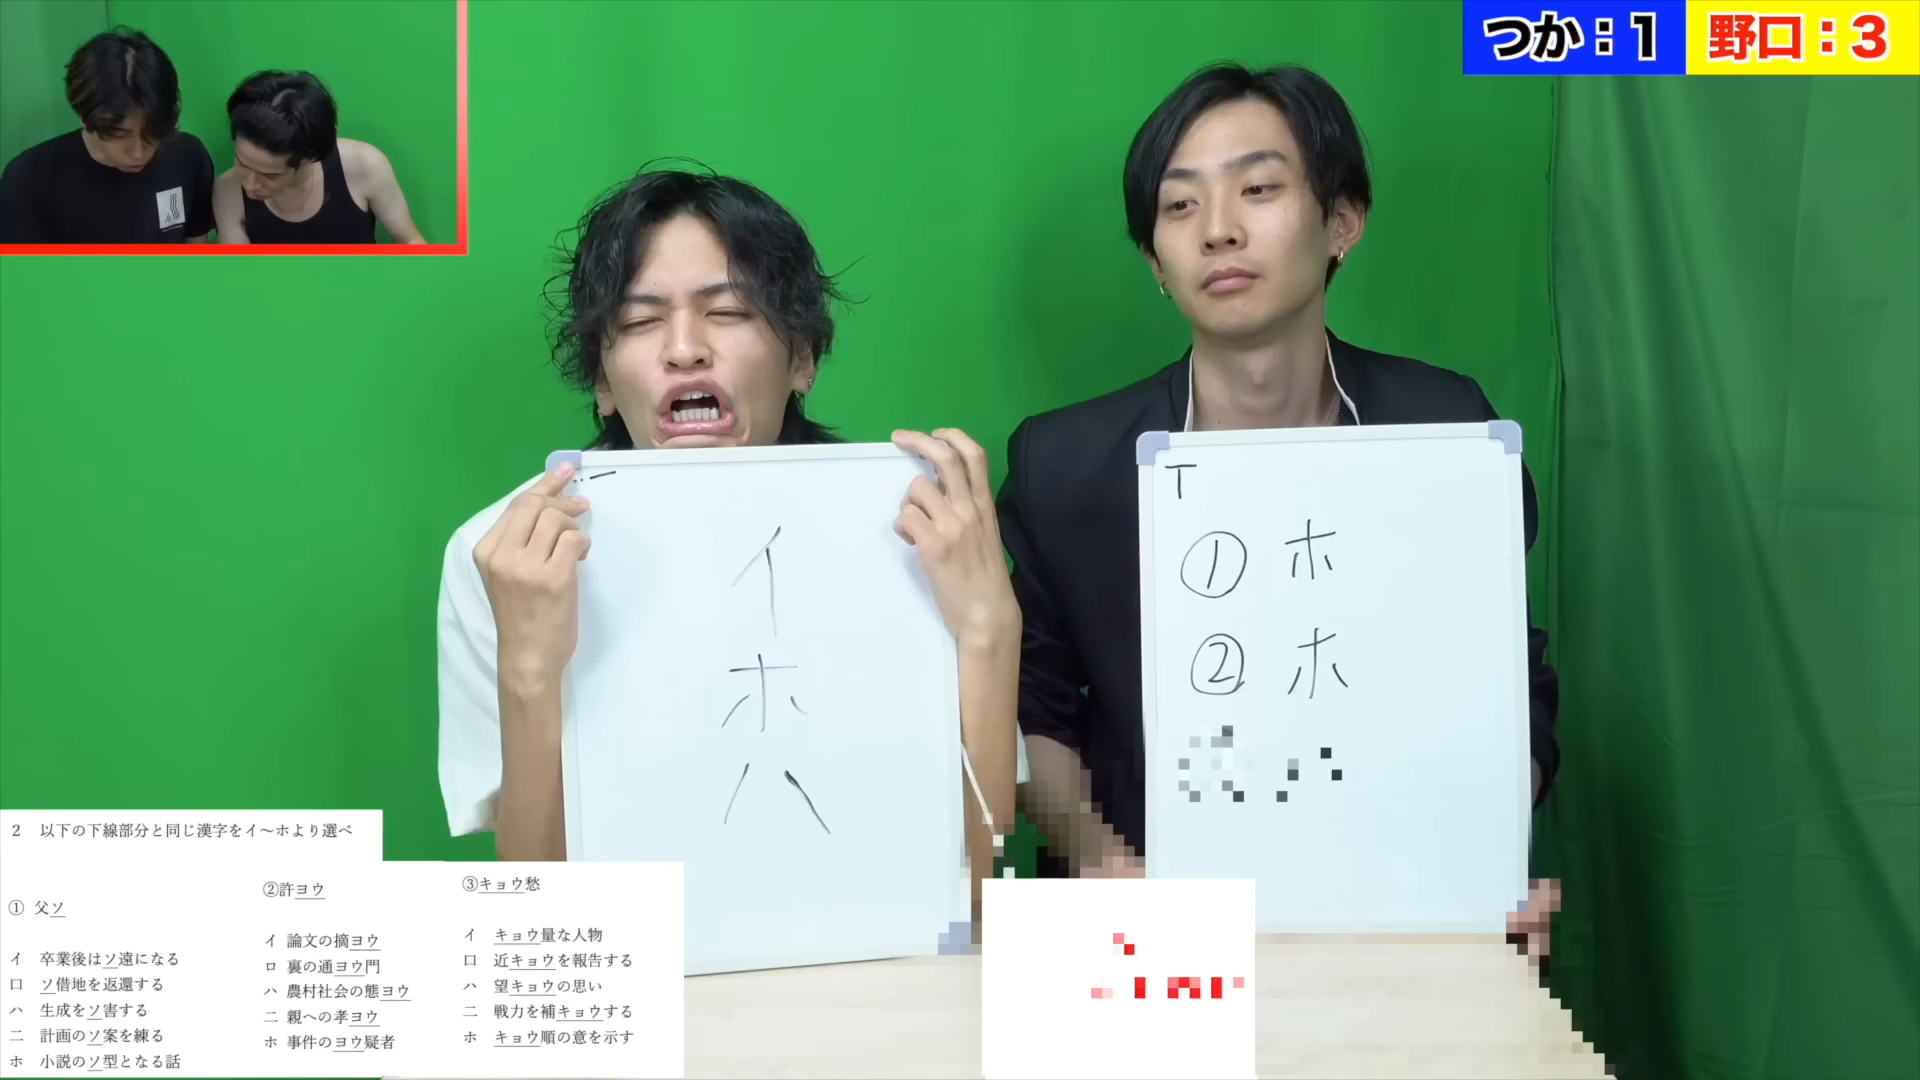 つか：1
野口：3
イ
ホ
ハ
T
① ホ
② ホ
2 以下の下線部分と同じ漢字をイ～ホより選べ
① 父ソ
イ 卒業後はソ遠になる
ロ ソ借地を返還する
ハ 生成をソ害する
ニ 計画のソ案を練る
ホ 小説のソ型となる話
②許ヨウ
イ 論文の摘ヨウ
ロ 裏の通ヨウ門
ハ 農村社会の態ヨウ
ニ 親への孝ヨウ
ホ 事件のヨウ疑者
③キョウ愁
イ キョウ量な人物
ロ 近キョウを報告する
ハ 望キョウの思い
ニ 戦力を補キョウする
ホ キョウ順の意を示す